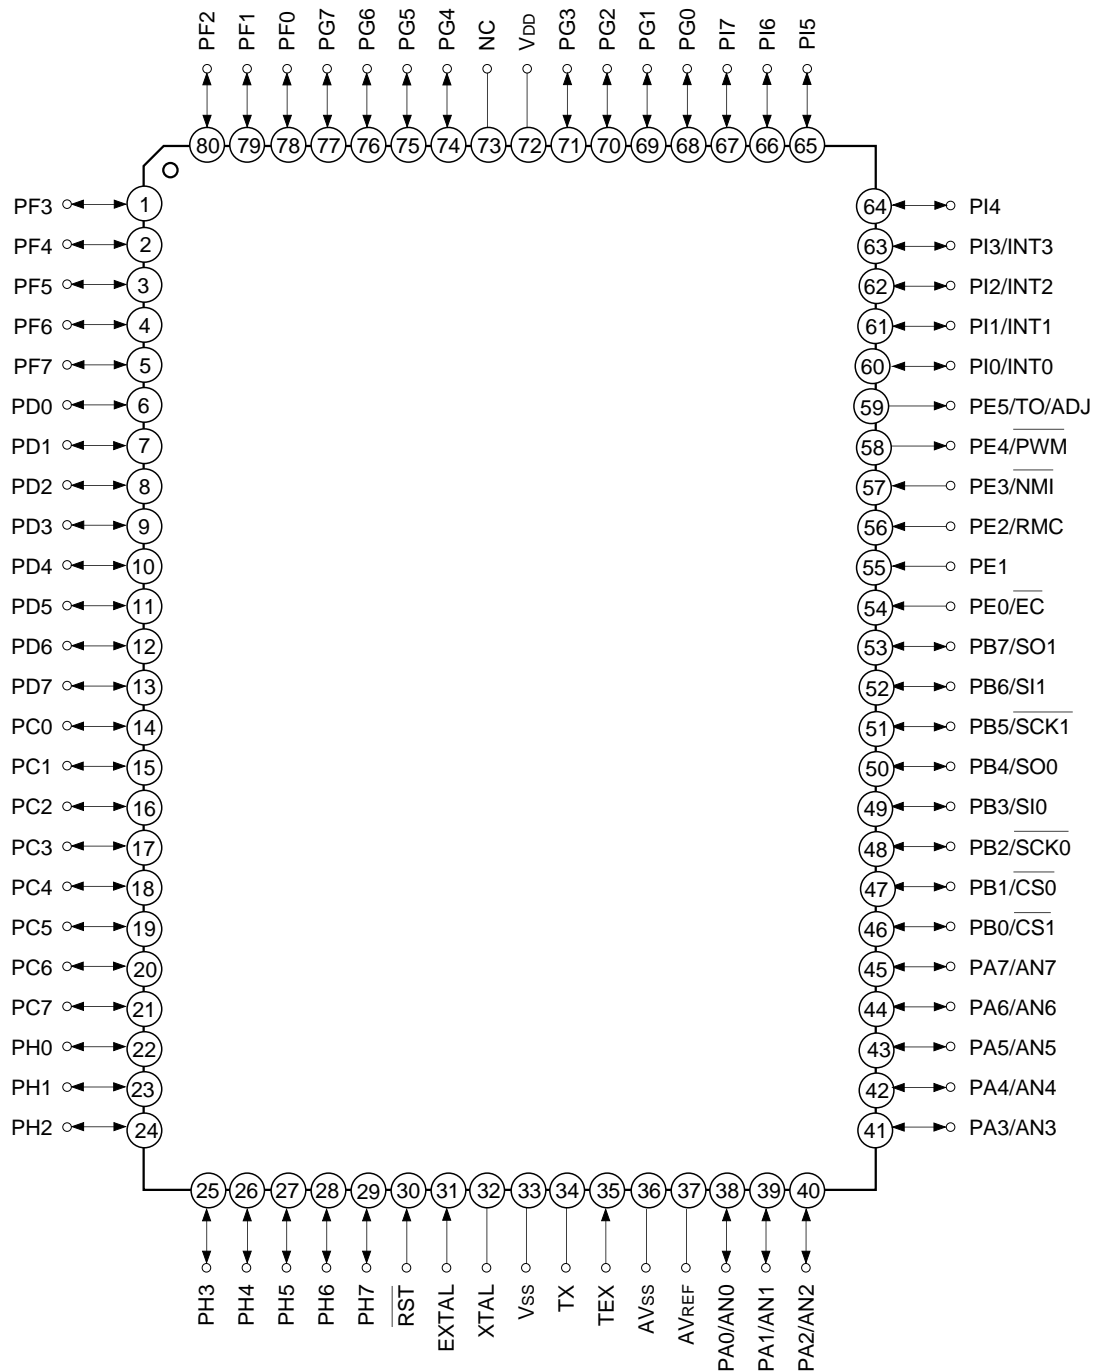 PF2 PF1 PF0 PG7 PG6 PG5 PG4 NC VDD PG3 PG2 PG1 PG0 PI7 PI6 PI5
80 79 78 77 76 75 74 73 72 71 70 69 68 67 66 65
PF3 1 64 PI4
PF4 2 63 PI3/INT3
PF5 3 62 PI2/INT2
PF6 4 61 PI1/INT1
PF7 5 60 PI0/INT0
PD0 6 59 PE5/TO/ADJ
PD1 7 58 PE4/P̅W̅M̅
PD2 8 57 PE3/N̅M̅I̅
PD3 9 56 PE2/RMC
PD4 10 55 PE1
PD5 11 54 PE0/E̅C̅
PD6 12 53 PB7/SO1
PD7 13 52 PB6/SI1
PC0 14 51 PB5/S̅C̅K̅1̅
PC1 15 50 PB4/SO0
PC2 16 49 PB3/SI0
PC3 17 48 PB2/S̅C̅K̅0̅
PC4 18 47 PB1/C̅S̅0̅
PC5 19 46 PB0/C̅S̅1̅
PC6 20 45 PA7/AN7
PC7 21 44 PA6/AN6
PH0 22 43 PA5/AN5
PH1 23 42 PA4/AN4
PH2 24 41 PA3/AN3
25 26 27 28 29 30 31 32 33 34 35 36 37 38 39 40
PH3 PH4 PH5 PH6 PH7 R̅S̅T̅ EXTAL XTAL Vss TX TEX AVss AVREF PA0/AN0 PA1/AN1 PA2/AN2